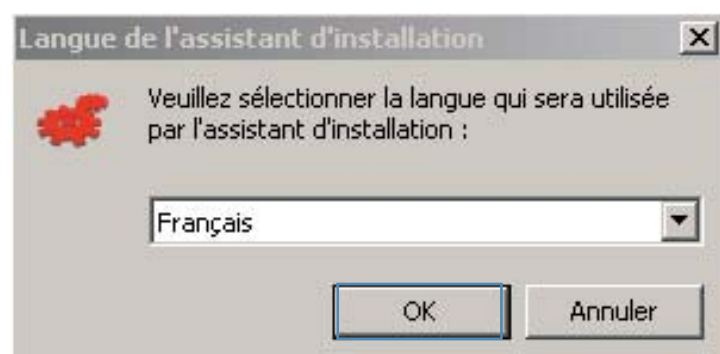 Langue de l'assistant d'installation
Veuillez sélectionner la langue qui sera utilisée
par l'assistant d'installation :
Français
OK
Annuler